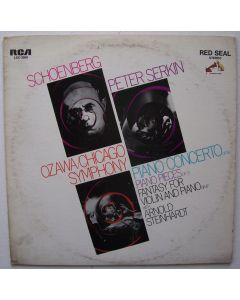 RCA
RED SEAL
STEREO
SCHOENBERG
PETER SERKIN
OZAWA/CHICAGO
SYMPHONY
PIANO CONCERTO
PIANO PIECES
FANTASY FOR
VIOLIN AND PIANO
ARNOLD
STEINHARDT